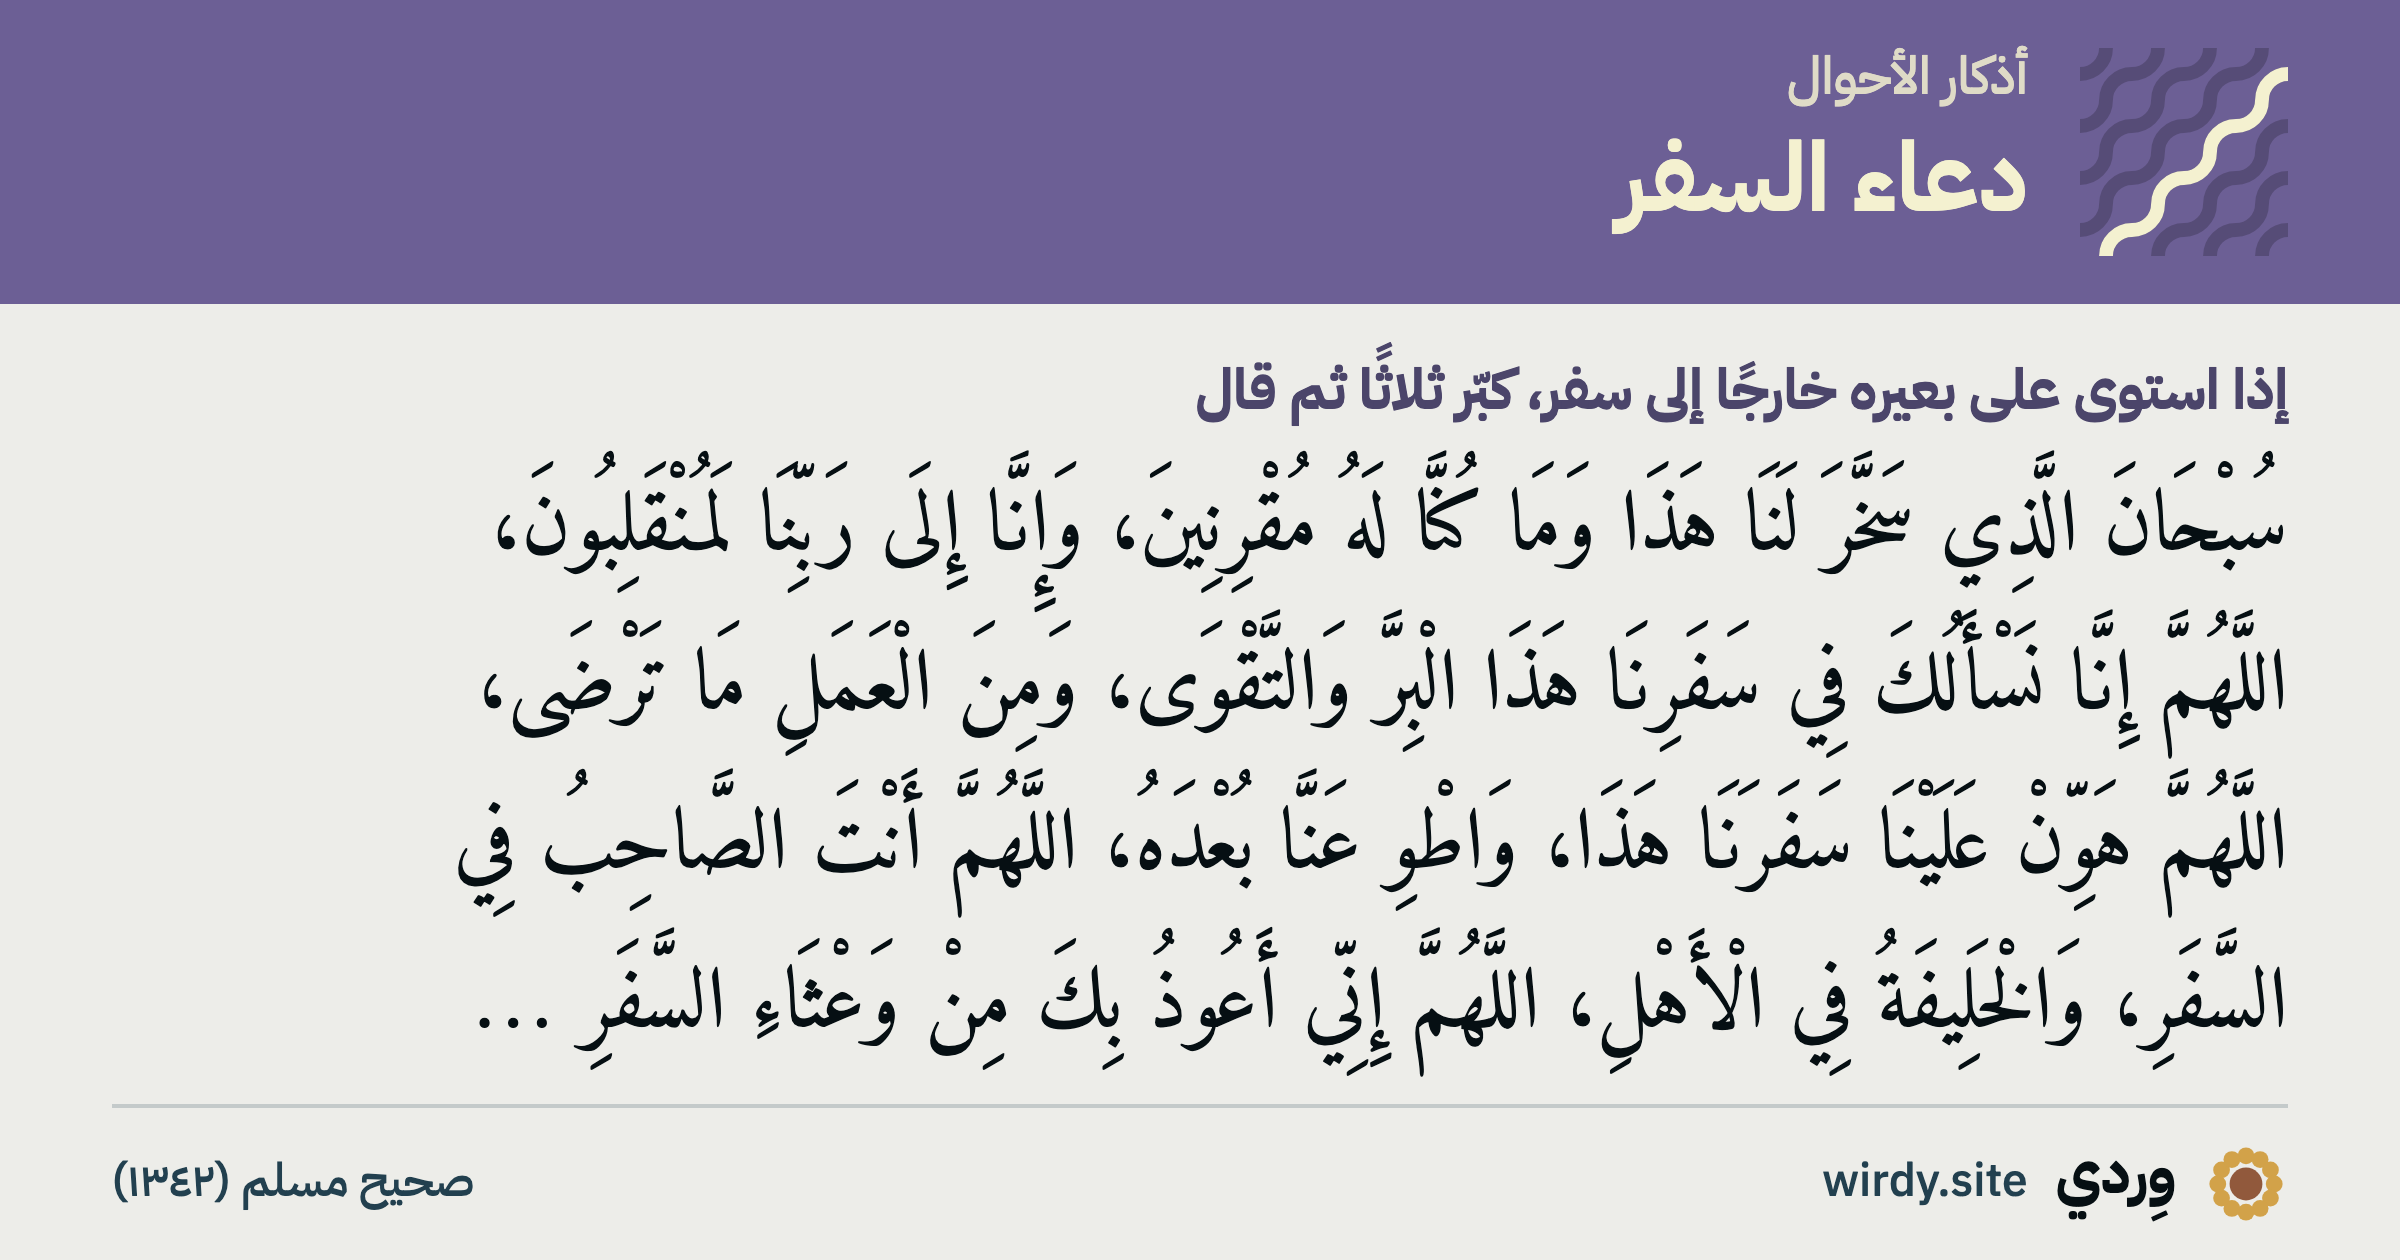 أذكار الأحوال
دعاء السفر
إذا استوى على بعيره خارجًا إلى سفر، كبّر ثلاثًا ثم قال
سُبْحَانَ الَّذِي سَخَّرَ لَنَا هَذَا وَمَا كُنَّا لَهُ مُقْرِنِينَ، وَإِنَّا إِلَى رَبِّنَا لَمُنْقَلِبُونَ،
اللَّهُمَّ إِنَّا نَسْأَلُكَ فِي سَفَرِنَا هَذَا الْبِرَّ وَالتَّقْوَى، وَمِنَ الْعَمَلِ مَا تَرْضَى،
اللَّهُمَّ هَوِّنْ عَلَيْنَا سَفَرَنَا هَذَا، وَاطْوِ عَنَّا بُعْدَهُ، اللَّهُمَّ أَنْتَ الصَّاحِبُ فِي
السَّفَرِ، وَالْخَلِيفَةُ فِي الْأَهْلِ، اللَّهُمَّ إِنِّي أَعُوذُ بِكَ مِنْ وَعْثَاءِ السَّفَرِ ...
وِردي wirdy.site
صحيح مسلم (١٣٤٢)